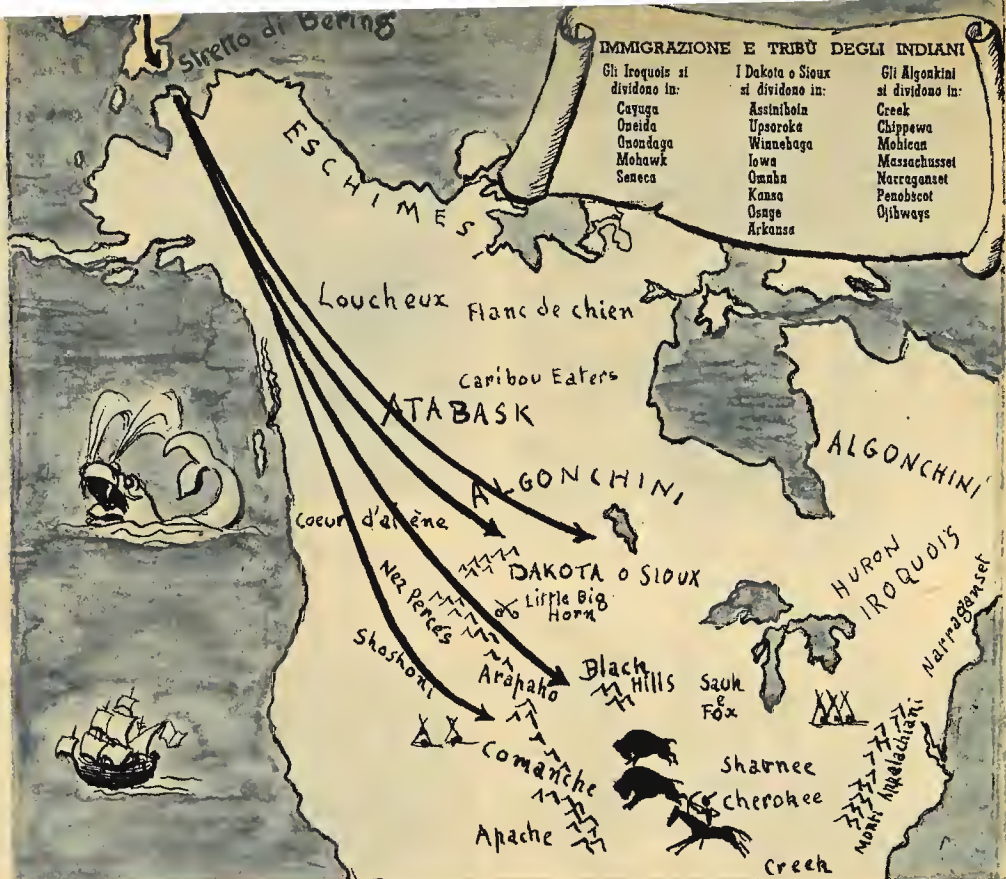 Stretto di Bering
IMMIGRAZIONE E TRIBÙ DEGLI INDIANI
Gli Iroquois si
dividono in:
Cayuga
Oneida
Onondaga
Mohawk
Seneca
I Dakota o Sioux
si dividono in:
Assiniboin
Upsoroka
Winnebaga
Iowa
Omaha
Kansa
Osage
Arkansa
Gli Algonkini
si dividono in:
Creek
Chippewa
Mohican
Massachusset
Narraganset
Penobscot
Ojibways
ESCHIMES
Loucheux
Flanc de chien
Caribou Eaters
ATABASK
ALGONCHINI
ALGONCHINI
Coeur d'alène
DAKOTA O SIOUX
Little Big
Horn
HURON
IROQUOIS
Narraganset
Nez Percés
Shoshoni
Arapaho
Black
Hills
Sauk
e
Fox
Comanche
Shawnee
Cherokee
Monti Appalachiani
Apache
Creek